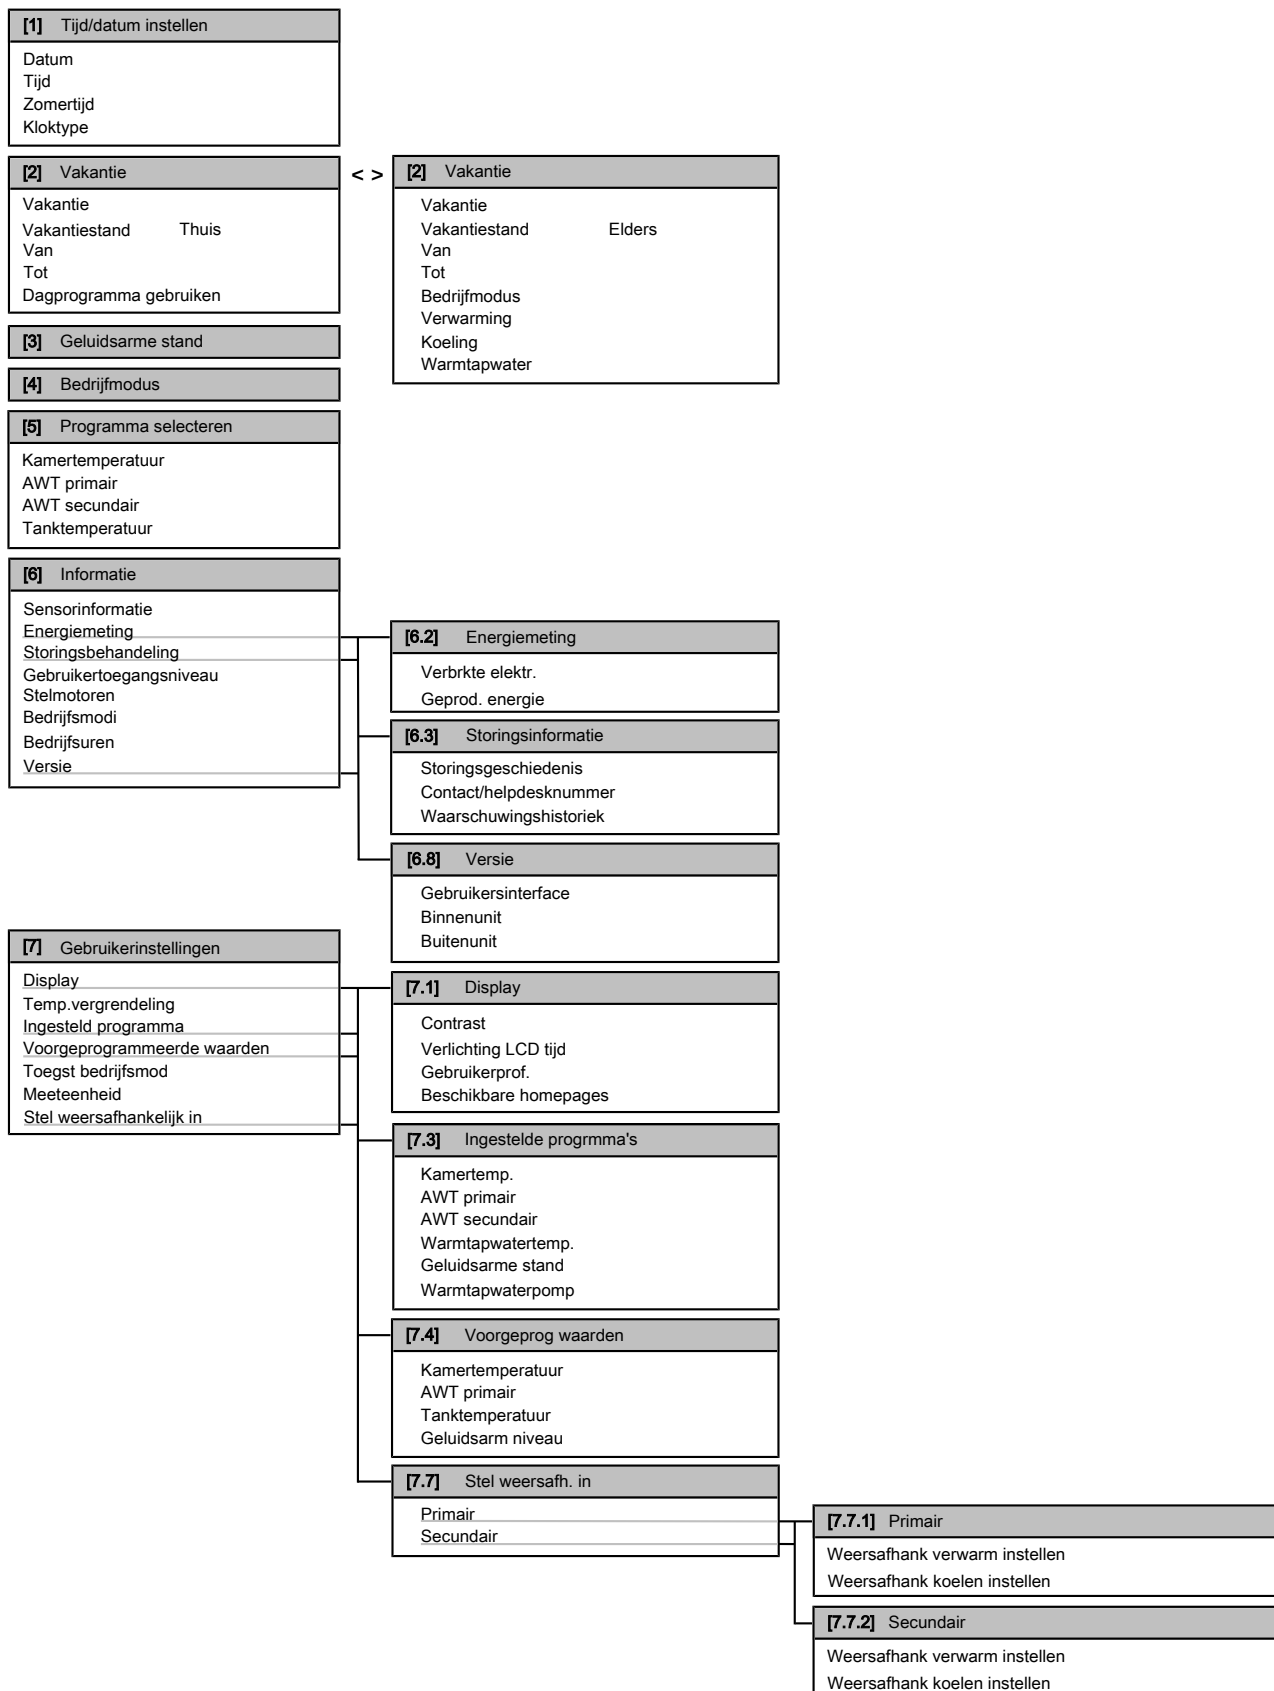 [1] Tijd/datum instellen
Datum
Tijd
Zomertijd
Kloktype
[2] Vakantie
Vakantie
Vakantiestand Thuis
Van
Tot
Dagprogramma gebruiken
< >
[2] Vakantie
Vakantie
Vakantiestand Elders
Van
Tot
Bedrijfmodus
Verwarming
Koeling
Warmtapwater
[3] Geluidsarme stand
[4] Bedrijfmodus
[5] Programma selecteren
Kamertemperatuur
AWT primair
AWT secundair
Tanktemperatuur
[6] Informatie
Sensorinformatie
Energiemeting
Storingsbehandeling
Gebruikertoegangsniveau
Stelmotoren
Bedrijfsmodi
Bedrijfsuren
Versie
[6.2] Energiemeting
Verbrkte elektr.
Geprod. energie
[6.3] Storingsinformatie
Storingsgeschiedenis
Contact/helpdesknummer
Waarschuwingshistoriek
[6.8] Versie
Gebruikersinterface
Binnenunit
Buitenunit
[7] Gebruikerinstellingen
Display
Temp.vergrendeling
Ingesteld programma
Voorgeprogrammeerde waarden
Toegst bedrijfsmod
Meeteenheid
Stel weersafhankelijk in
[7.1] Display
Contrast
Verlichting LCD tijd
Gebruikerprof.
Beschikbare homepages
[7.3] Ingestelde progrmma's
Kamertemp.
AWT primair
AWT secundair
Warmtapwatertemp.
Geluidsarme stand
Warmtapwaterpomp
[7.4] Voorgeprog waarden
Kamertemperatuur
AWT primair
Tanktemperatuur
Geluidsarm niveau
[7.7] Stel weersafh. in
Primair
Secundair
[7.7.1] Primair
Weersafhank verwarm instellen
Weersafhank koelen instellen
[7.7.2] Secundair
Weersafhank verwarm instellen
Weersafhank koelen instellen